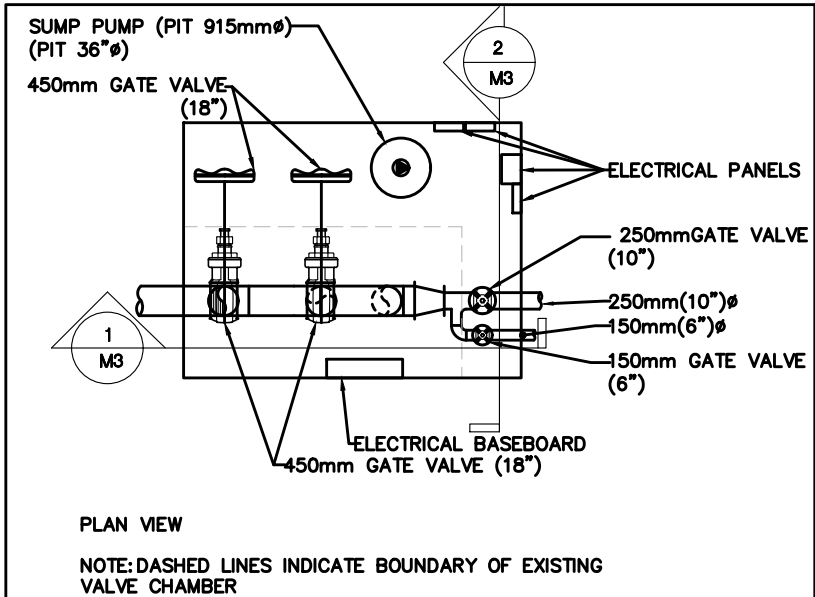 SUMP PUMP (PIT 915mmø)
(PIT 36"ø)
450mm GATE VALVE
(18")
2
M3
ELECTRICAL PANELS
250mmGATE VALVE
(10")
250mm(10")ø
150mm(6")ø
150mm GATE VALVE
(6")
1
M3
ELECTRICAL BASEBOARD
450mm GATE VALVE (18")
PLAN VIEW
NOTE: DASHED LINES INDICATE BOUNDARY OF EXISTING
VALVE CHAMBER